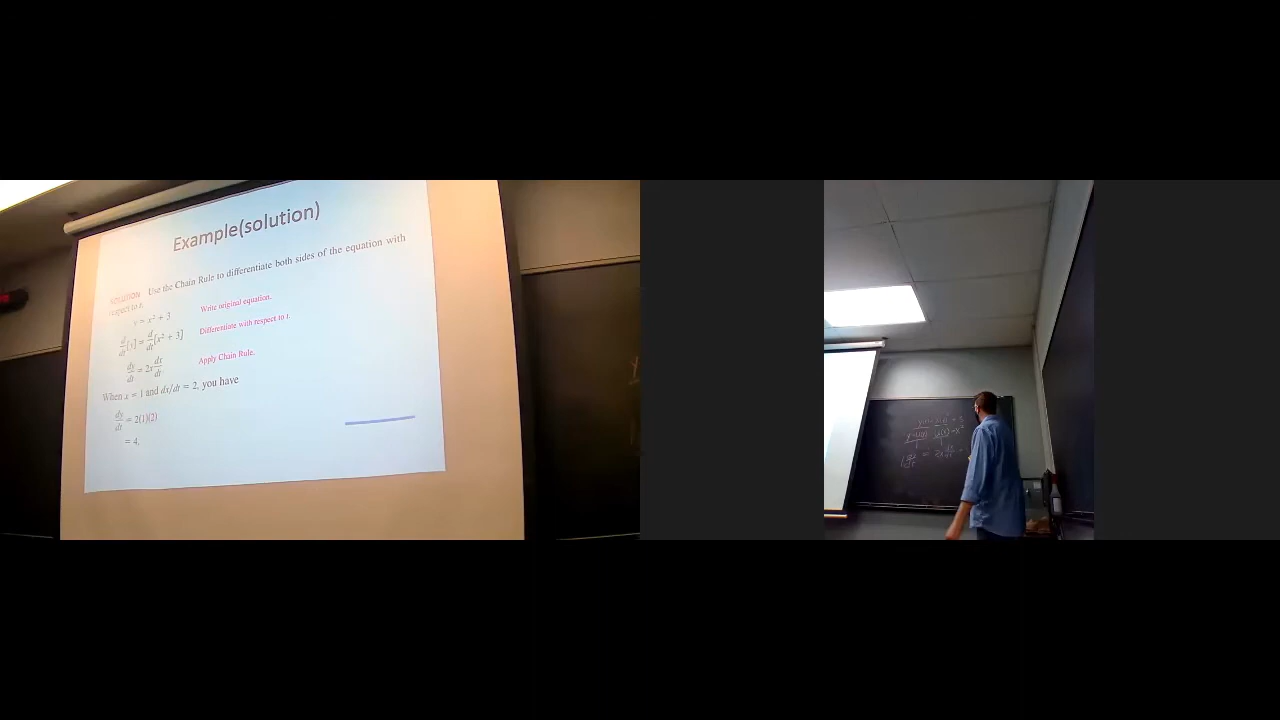 Example(solution)
SOLUTION Use the Chain Rule to differentiate both sides of the equation with
respect to t.
y = x² + 3 Write original equation.
d/dt[y] = d/dt[x² + 3] Differentiate with respect to t.
dy/dt = 2x dx/dt Apply Chain Rule.
When x = 1 and dx/dt = 2, you have
dy/dt = 2(1)(2)
= 4.